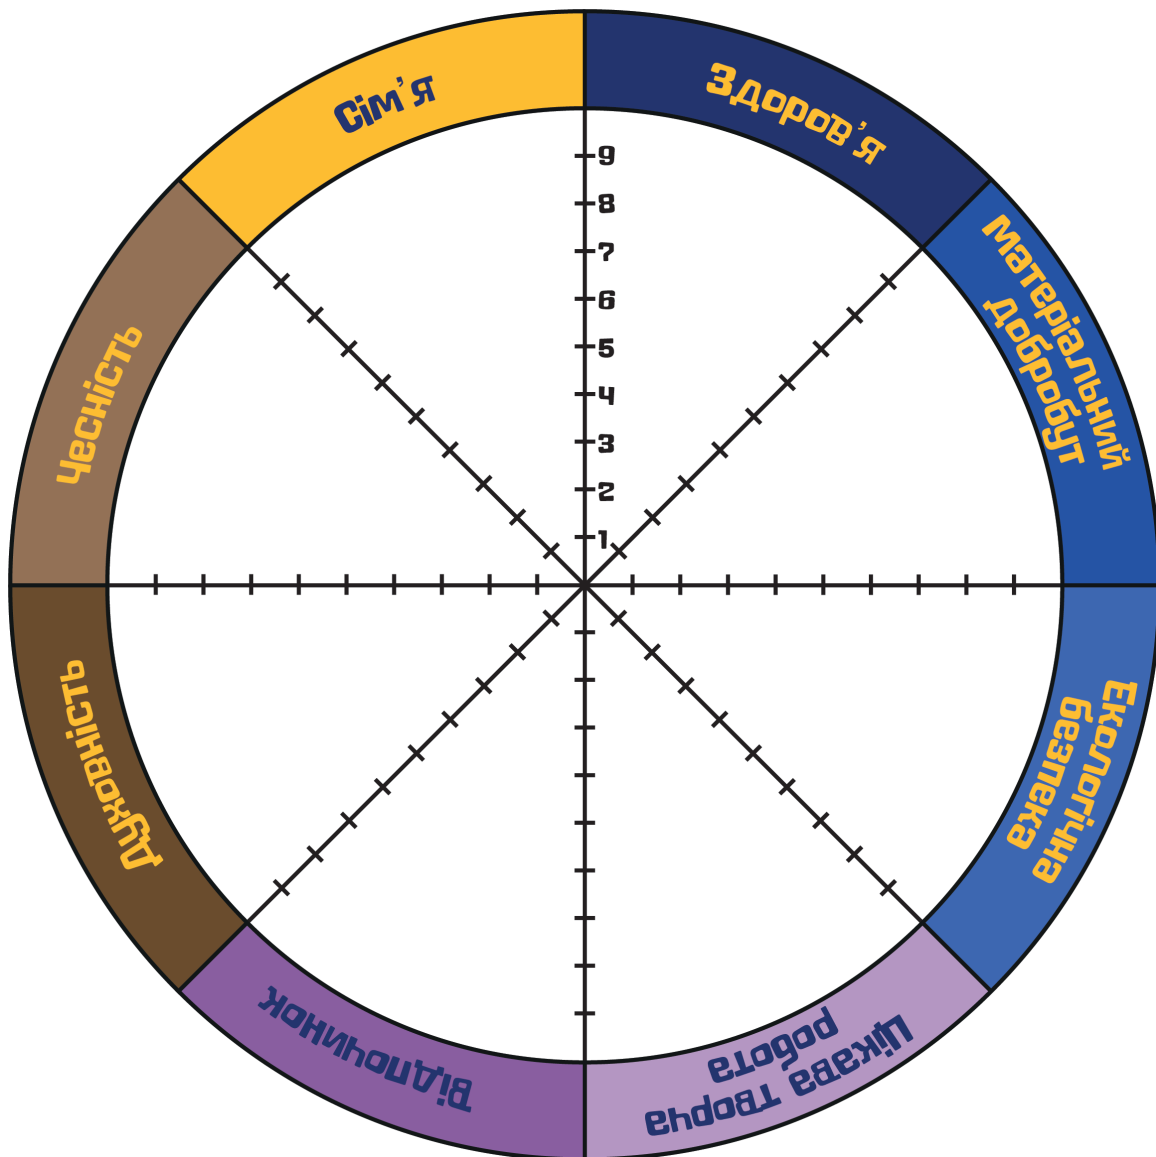 Здоров’я
Матеріальний
добробут
Екологічна
безпека
Цікава творча
робота
Відпочинок
Духовність
Чесність
Сім’я
9
8
7
6
5
4
3
2
1